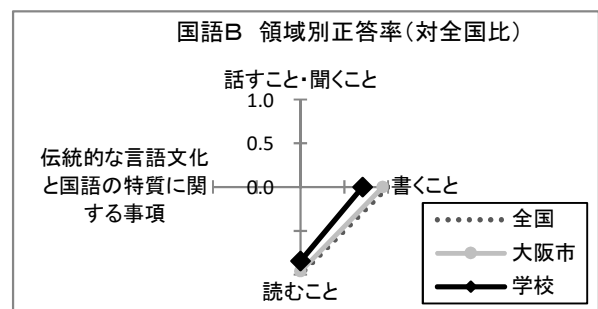 国語B 領域別正答率(対全国比)
話すこと・聞くこと
1.0
0.5
0.0
伝統的な言語文化
と国語の特質に関
する事項
書くこと
読むこと
全国
大阪市
学校